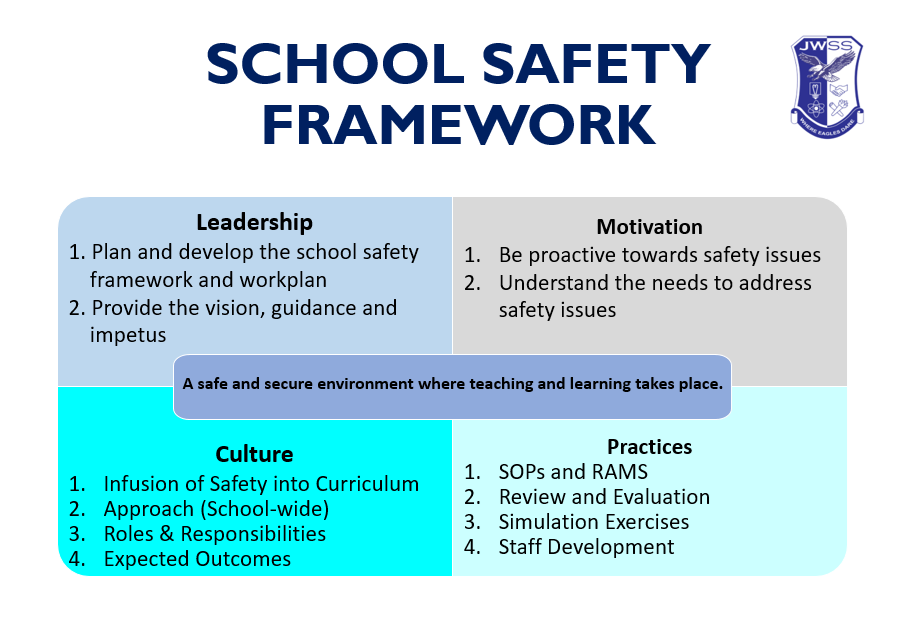 SCHOOL SAFETY
FRAMEWORK
JWSS
WHERE EAGLES DARE
Leadership
1. Plan and develop the school safety
framework and workplan
2. Provide the vision, guidance and
impetus
Motivation
1. Be proactive towards safety issues
2. Understand the needs to address
safety issues
A safe and secure environment where teaching and learning takes place.
Culture
1. Infusion of Safety into Curriculum
2. Approach (School-wide)
3. Roles & Responsibilities
4. Expected Outcomes
Practices
1. SOPs and RAMS
2. Review and Evaluation
3. Simulation Exercises
4. Staff Development